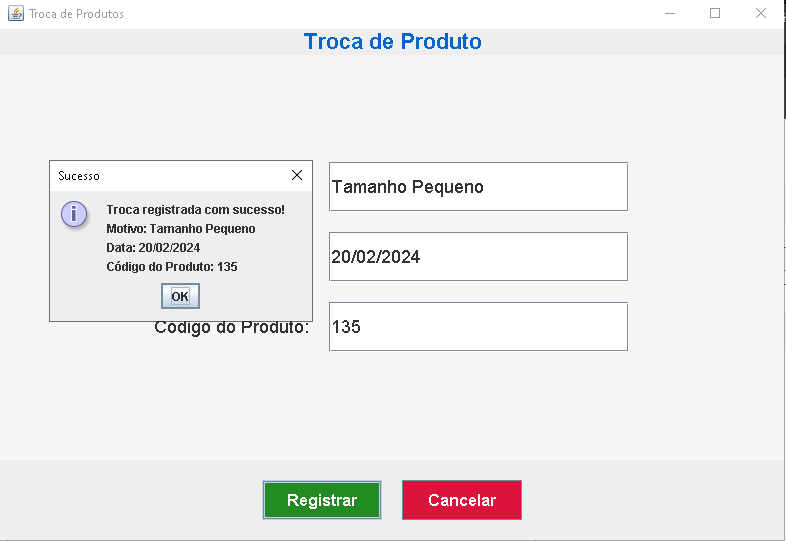 Troca de Produtos
Troca de Produto
Sucesso
Troca registrada com sucesso!
Motivo: Tamanho Pequeno
Data: 20/02/2024
Código do Produto: 135
OK
Tamanho Pequeno
20/02/2024
Código do Produto:
135
Registrar
Cancelar